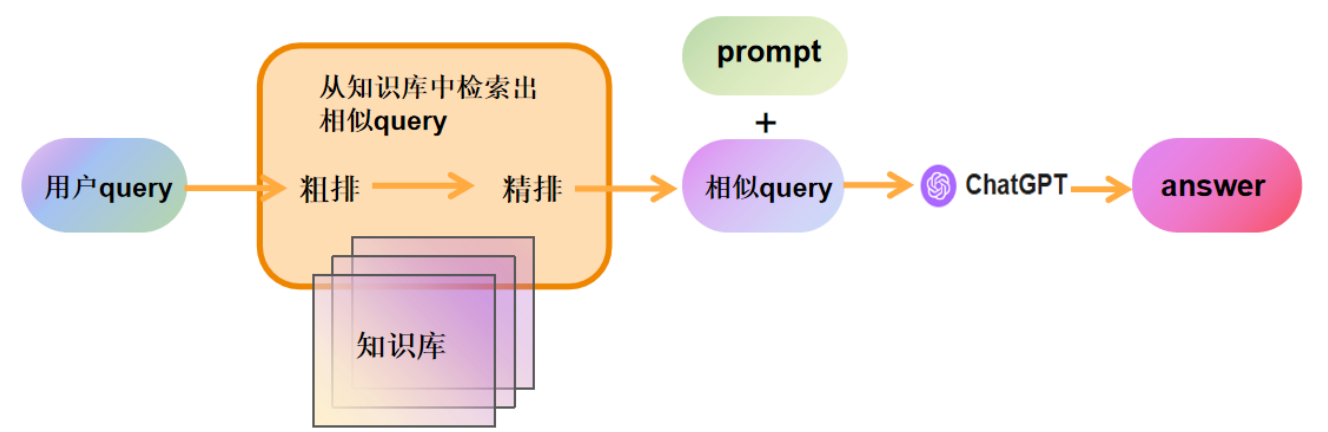 prompt
从知识库中检索出
相似query
+
用户query
粗排
精排
相似query
ChatGPT
answer
知识库